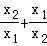 x₂/x₁ + x₁/x₂